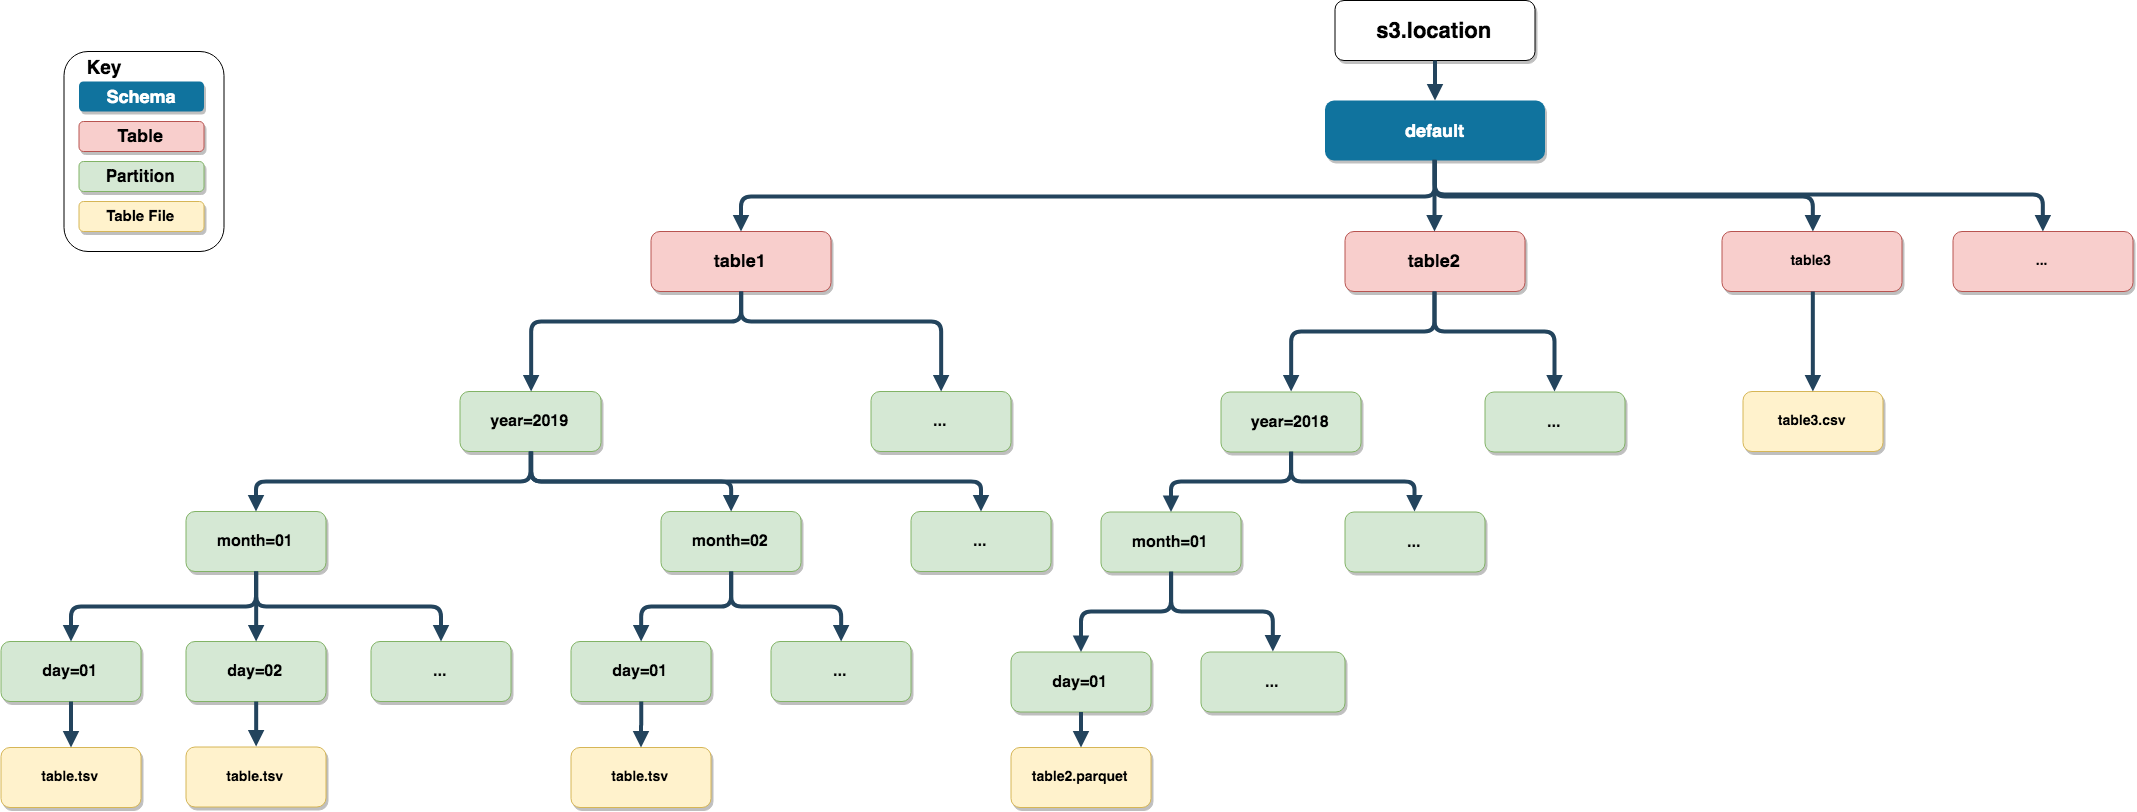 s3.location
Key
Schema
Table
Partition
Table File
default
table1
table2
table3
...
year=2019
...
year=2018
...
table3.csv
month=01
month=02
...
month=01
...
day=01
day=02
...
day=01
...
day=01
...
table.tsv
table.tsv
table.tsv
table2.parquet